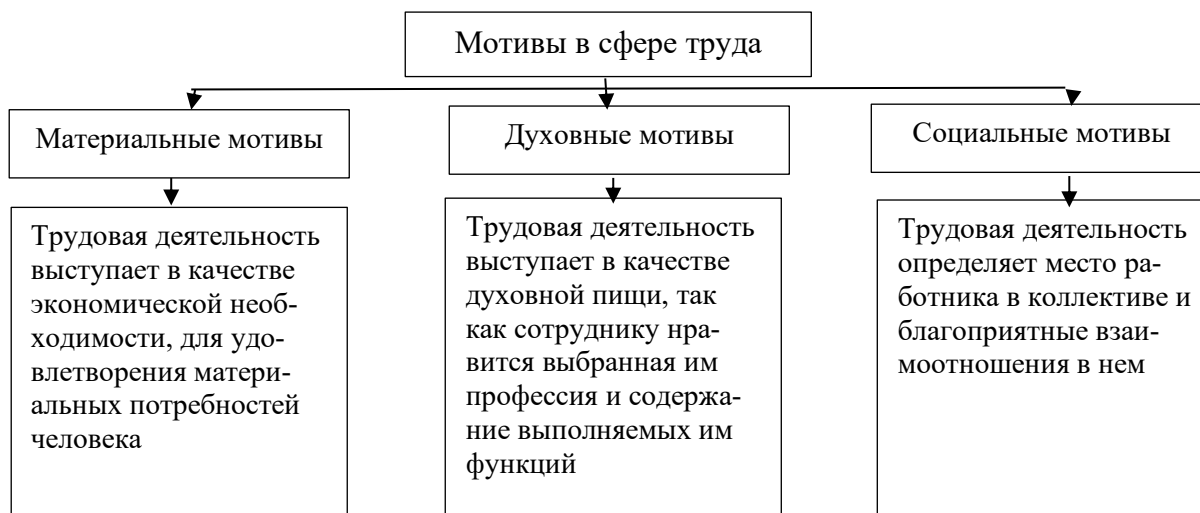 Мотивы в сфере труда
Материальные мотивы
Духовные мотивы
Социальные мотивы
Трудовая деятельность
выступает в качестве
экономической необ-
ходимости, для удо-
влетворения матери-
альных потребностей
человека
Трудовая деятельность
выступает в качестве
духовной пищи, так
как сотруднику нра-
вится выбранная им
профессия и содержа-
ние выполняемых им
функций
Трудовая деятельность
определяет место ра-
ботника в коллективе и
благоприятные взаи-
моотношения в нем